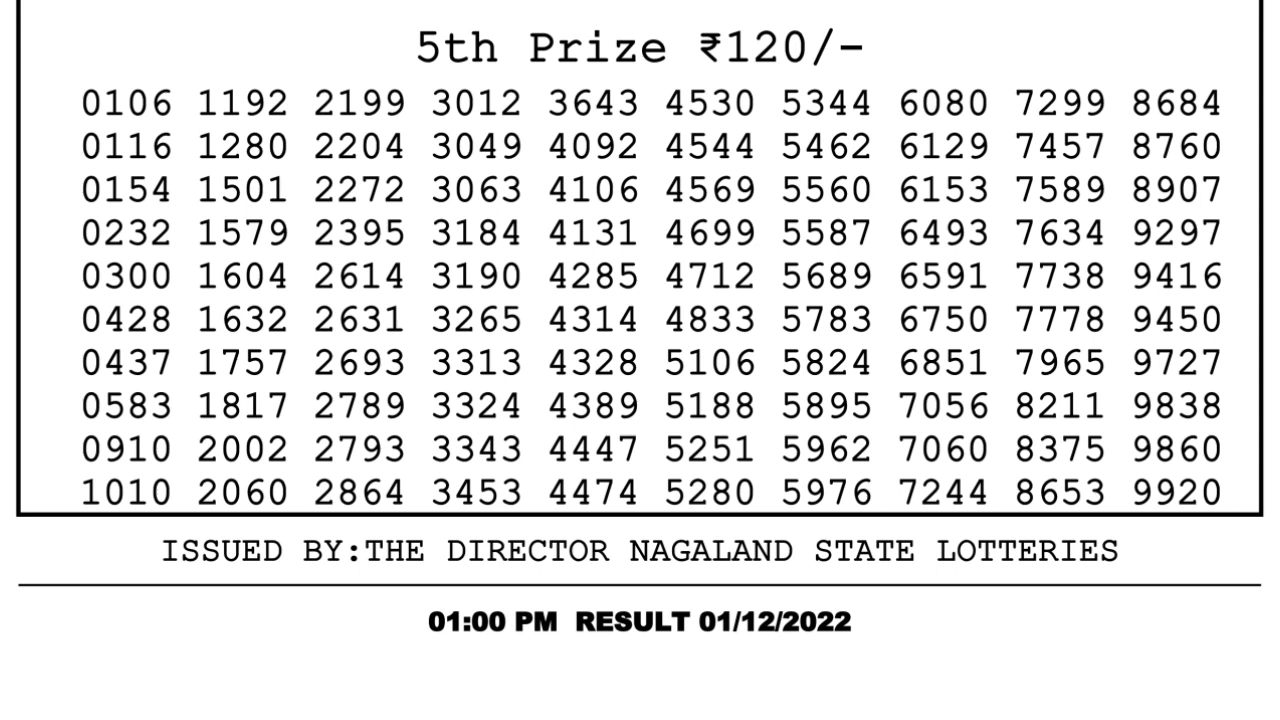 5th Prize ₹120/-
0106 1192 2199 3012 3643 4530 5344 6080 7299 8684
0116 1280 2204 3049 4092 4544 5462 6129 7457 8760
0154 1501 2272 3063 4106 4569 5560 6153 7589 8907
0232 1579 2395 3184 4131 4699 5587 6493 7634 9297
0300 1604 2614 3190 4285 4712 5689 6591 7738 9416
0428 1632 2631 3265 4314 4833 5783 6750 7778 9450
0437 1757 2693 3313 4328 5106 5824 6851 7965 9727
0583 1817 2789 3324 4389 5188 5895 7056 8211 9838
0910 2002 2793 3343 4447 5251 5962 7060 8375 9860
1010 2060 2864 3453 4474 5280 5976 7244 8653 9920
ISSUED BY:THE DIRECTOR NAGALAND STATE LOTTERIES
01:00 PM RESULT 01/12/2022